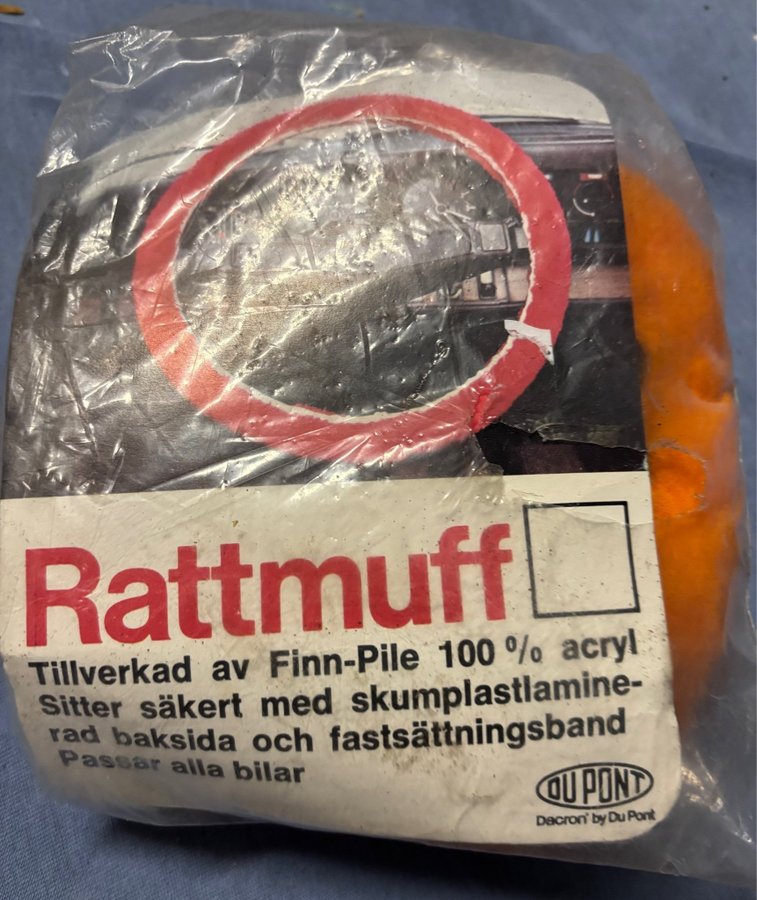 Rattmuff
Tillverkad av Finn-Pile 100 % acryl
Sitter säkert med skumplastlamine-
rad baksida och fastsättningsband
Passar alla bilar
DU PONT
Dacron® by Du Pont